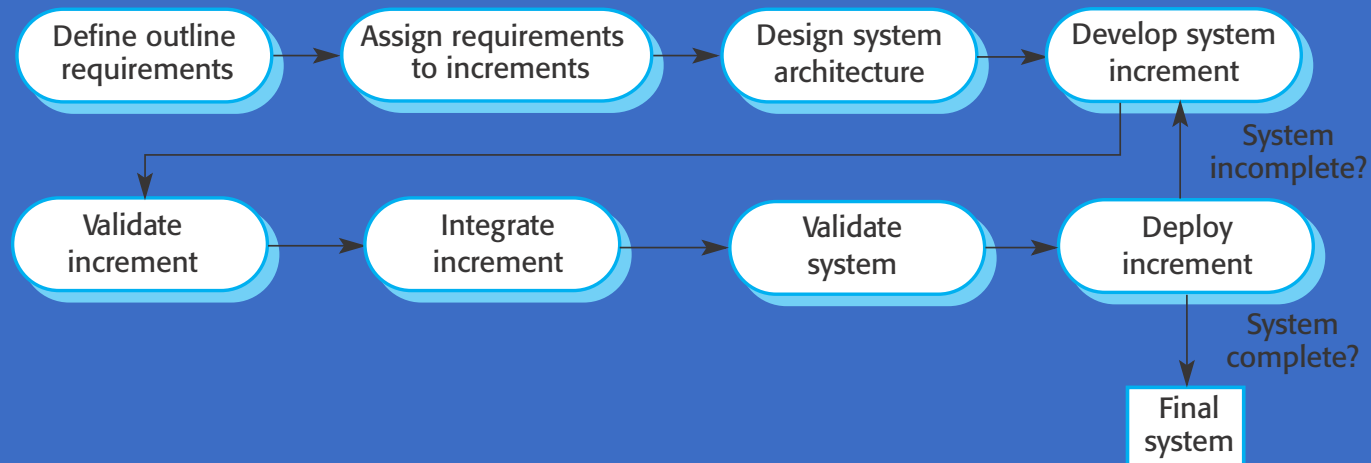 Define outline
requirements
Assign requirements
to increments
Design system
architecture
Develop system
increment
System
incomplete?
Validate
increment
Integrate
increment
Validate
system
Deploy
increment
System
complete?
Final
system